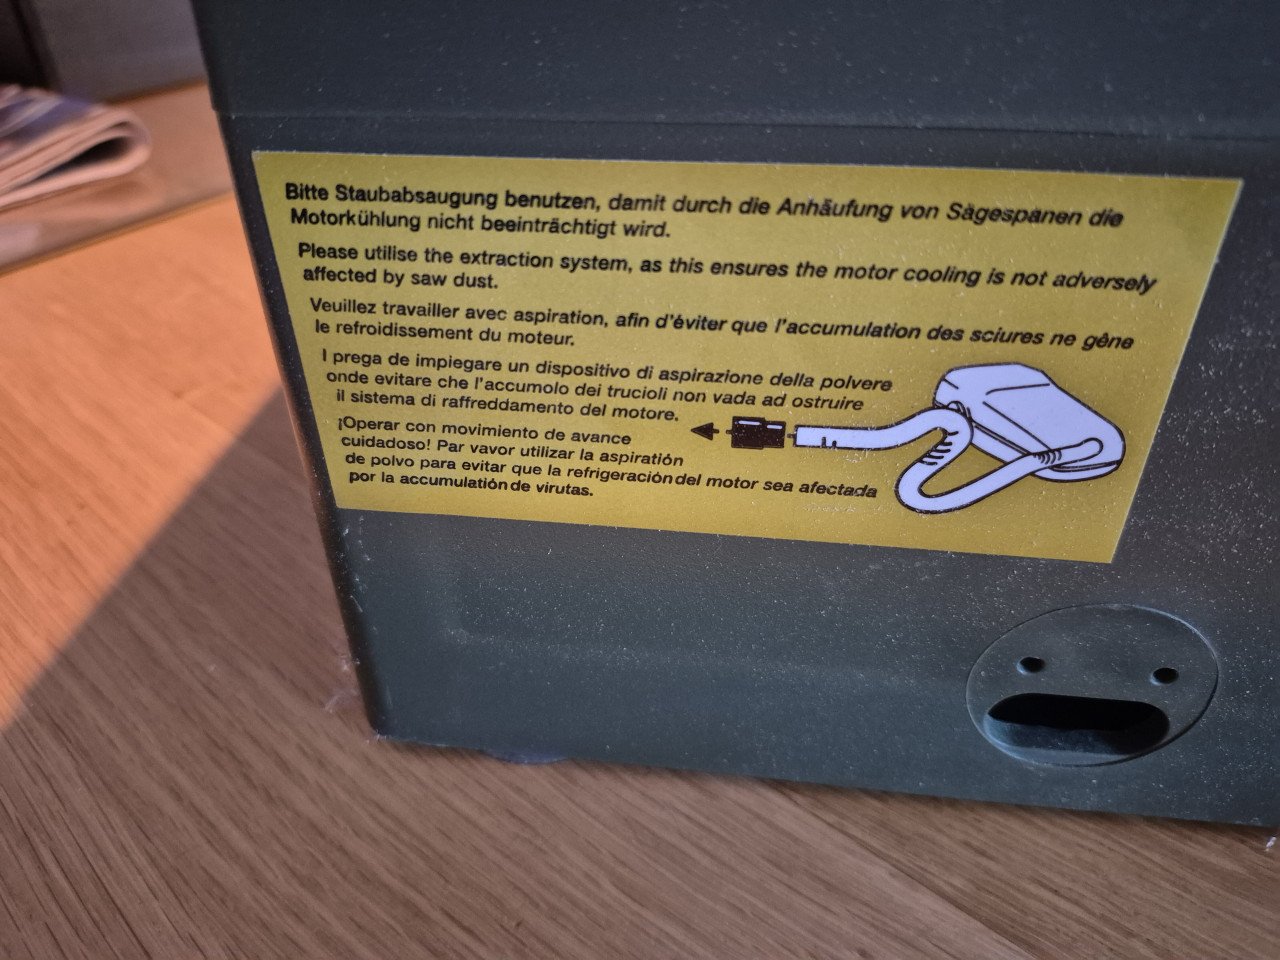 Bitte Staubabsaugung benutzen, damit durch die Anhäufung von Sägespänen die
Motorkühlung nicht beeinträchtigt wird.
Please utilise the extraction system, as this ensures the motor cooling is not adversely
affected by saw dust.
Veuillez travailler avec aspiration, afin d'éviter que l'accumulation des sciures ne gêne
le refroidissement du moteur.
I prega de impiegare un dispositivo di aspirazione della polvere
onde evitare che l'accumolo dei trucioli non vada ad ostruire
il sistema di raffreddamento del motore.
¡Operar con movimiento de avance
cuidadoso! Par vavor utilizar la aspiratión
de polvo para evitar que la refrigeración del motor sea afectada
por la accumulatión de virutas.